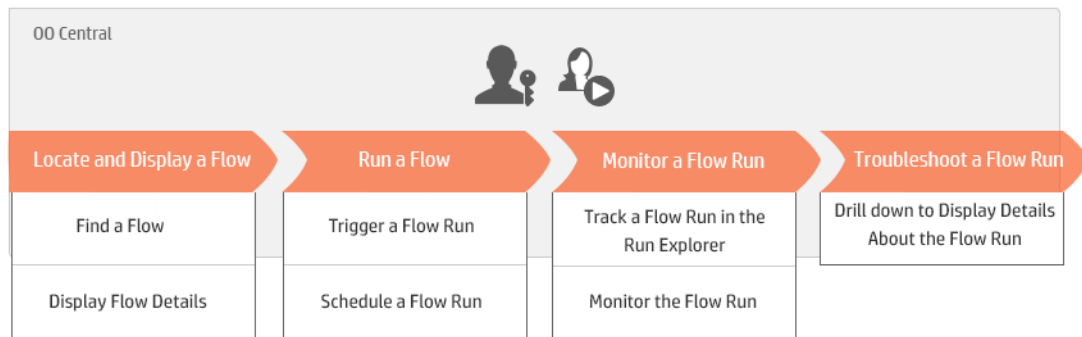 OO Central
Locate and Display a Flow
Run a Flow
Monitor a Flow Run
Troubleshoot a Flow Run
Find a Flow
Trigger a Flow Run
Track a Flow Run in the
Run Explorer
Drill down to Display Details
About the Flow Run
Display Flow Details
Schedule a Flow Run
Monitor the Flow Run